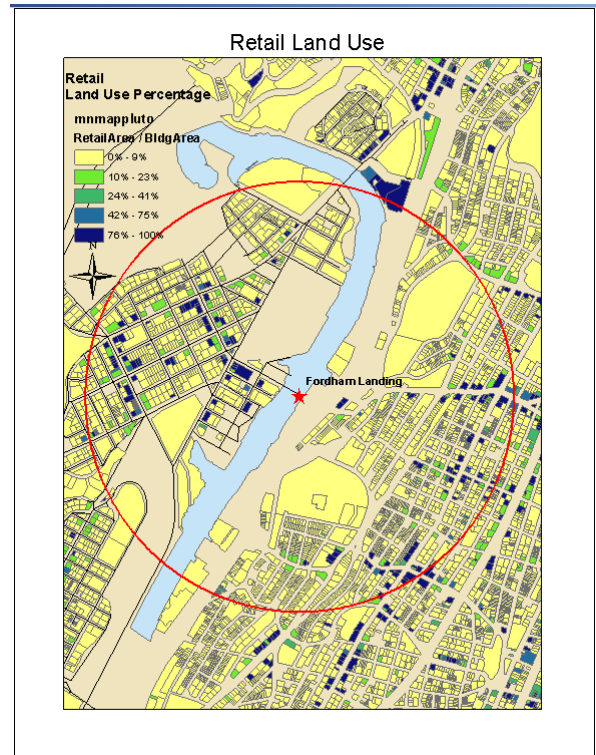 Retail Land Use
Retail
Land Use Percentage
mnmappluto
RetailArea / BldgArea
0% - 9%
10% - 23%
24% - 41%
42% - 75%
76% - 100%
N
Fordham Landing